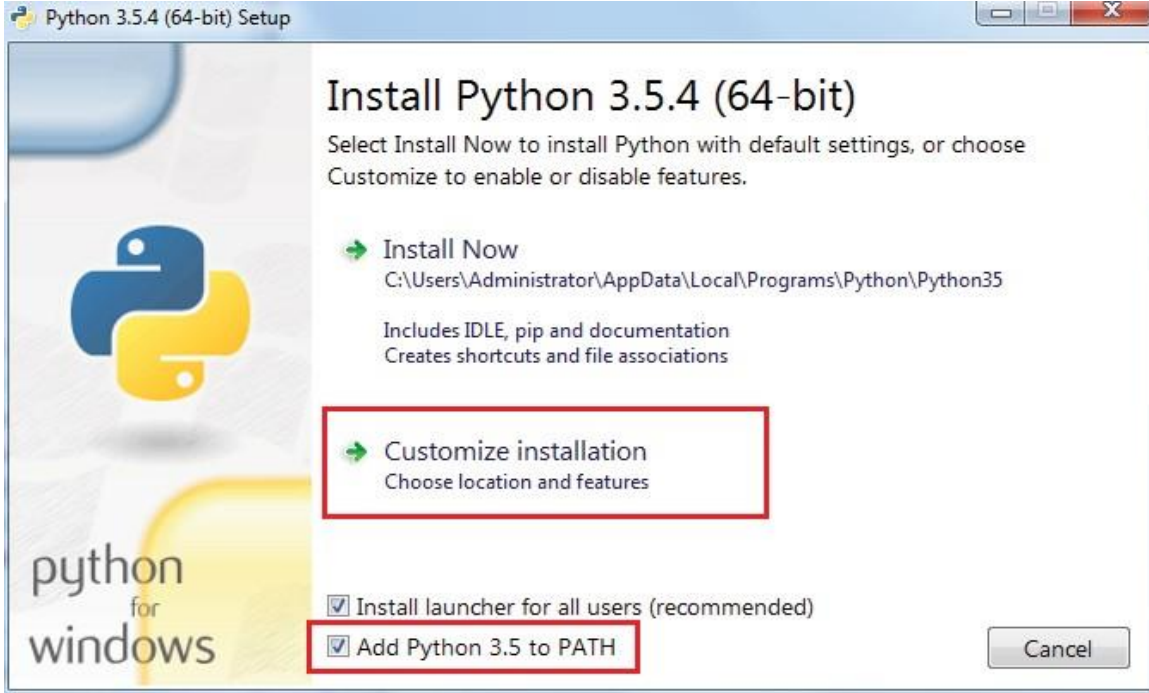 Python 3.5.4 (64-bit) Setup
Install Python 3.5.4 (64-bit)
Select Install Now to install Python with default settings, or choose
Customize to enable or disable features.
Install Now
C:\Users\Administrator\AppData\Local\Programs\Python\Python35
Includes IDLE, pip and documentation
Creates shortcuts and file associations
Customize installation
Choose location and features
python
for
windows
Install launcher for all users (recommended)
Add Python 3.5 to PATH
Cancel